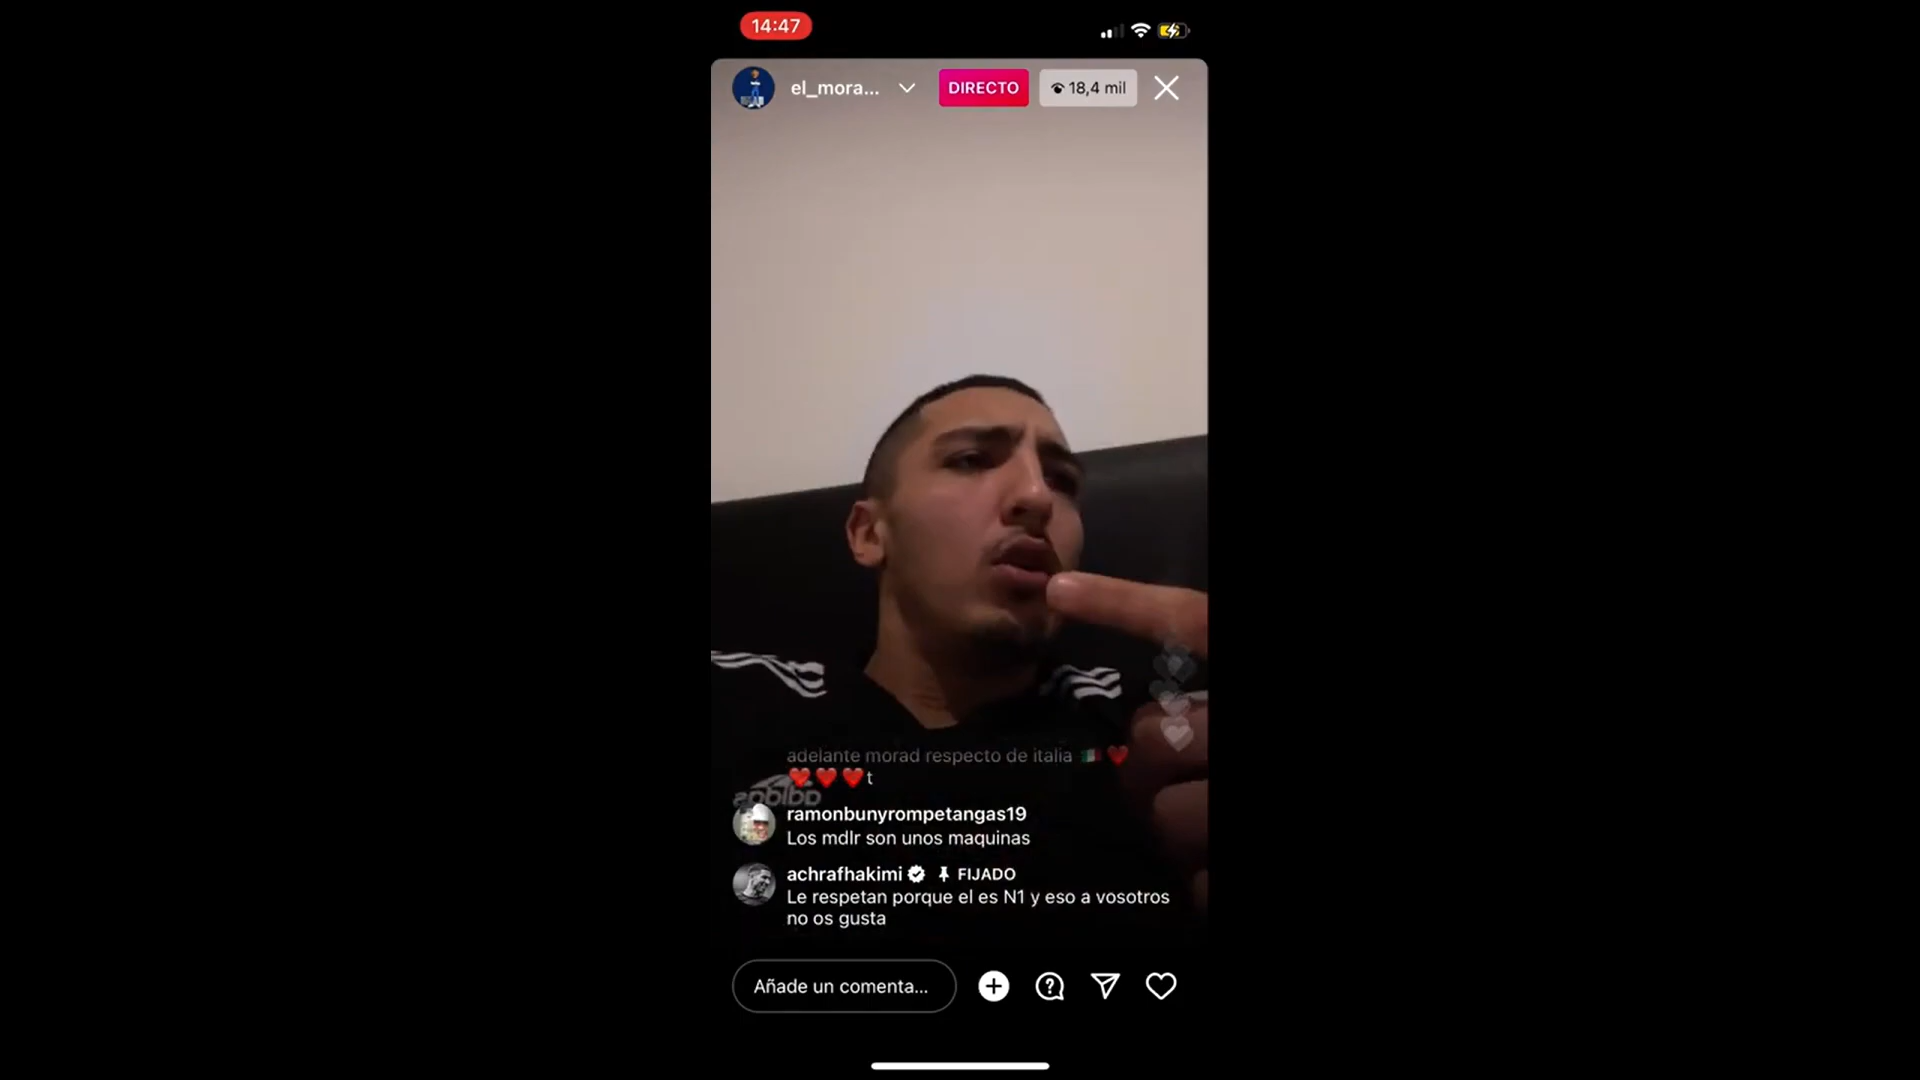 14:47
el_mora...
DIRECTO
18,4 mil
adelante morad respecto de italia 🇮🇹 ❤️
❤️ ❤️ ❤️ t
adidas
ramonbunyrompetangas19
Los mdlr son unos maquinas
achrafhakimi FIJADO
Le respetan porque el es N1 y eso a vosotros
no os gusta
Añade un comenta...